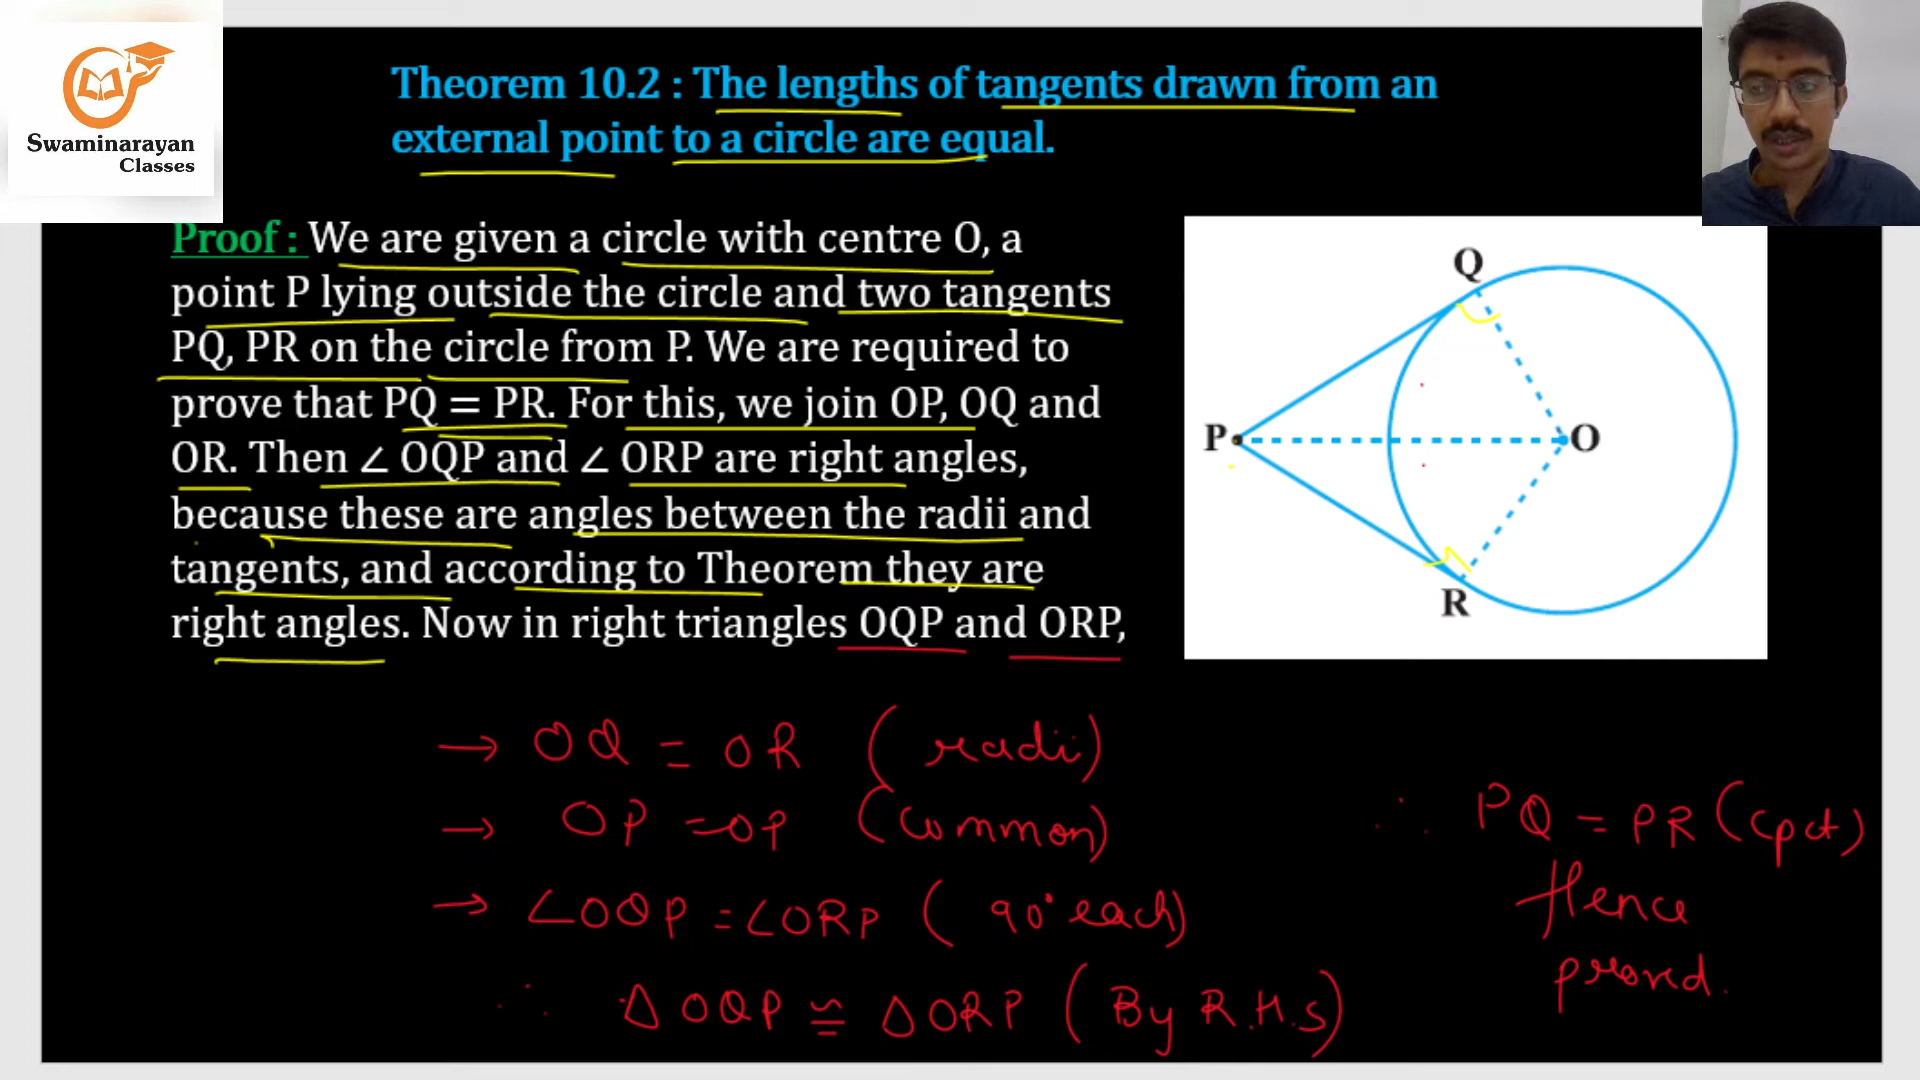 Swaminarayan
Classes
Theorem 10.2 : The lengths of tangents drawn from an
external point to a circle are equal.
Proof : We are given a circle with centre O, a
point P lying outside the circle and two tangents
PQ, PR on the circle from P. We are required to
prove that PQ = PR. For this, we join OP, OQ and
OR. Then ∠ OQP and ∠ ORP are right angles,
because these are angles between the radii and
tangents, and according to Theorem they are
right angles. Now in right triangles OQP and ORP,
Q
P
O
R
→ OQ = OR (radi)
→ OP = OP (common)
→ ∠OQP = ∠ORP (90° each)
∴ △OQP ≅ △ORP (By R.H.S)
∴ PQ = PR (cpct)
Hence
proved.